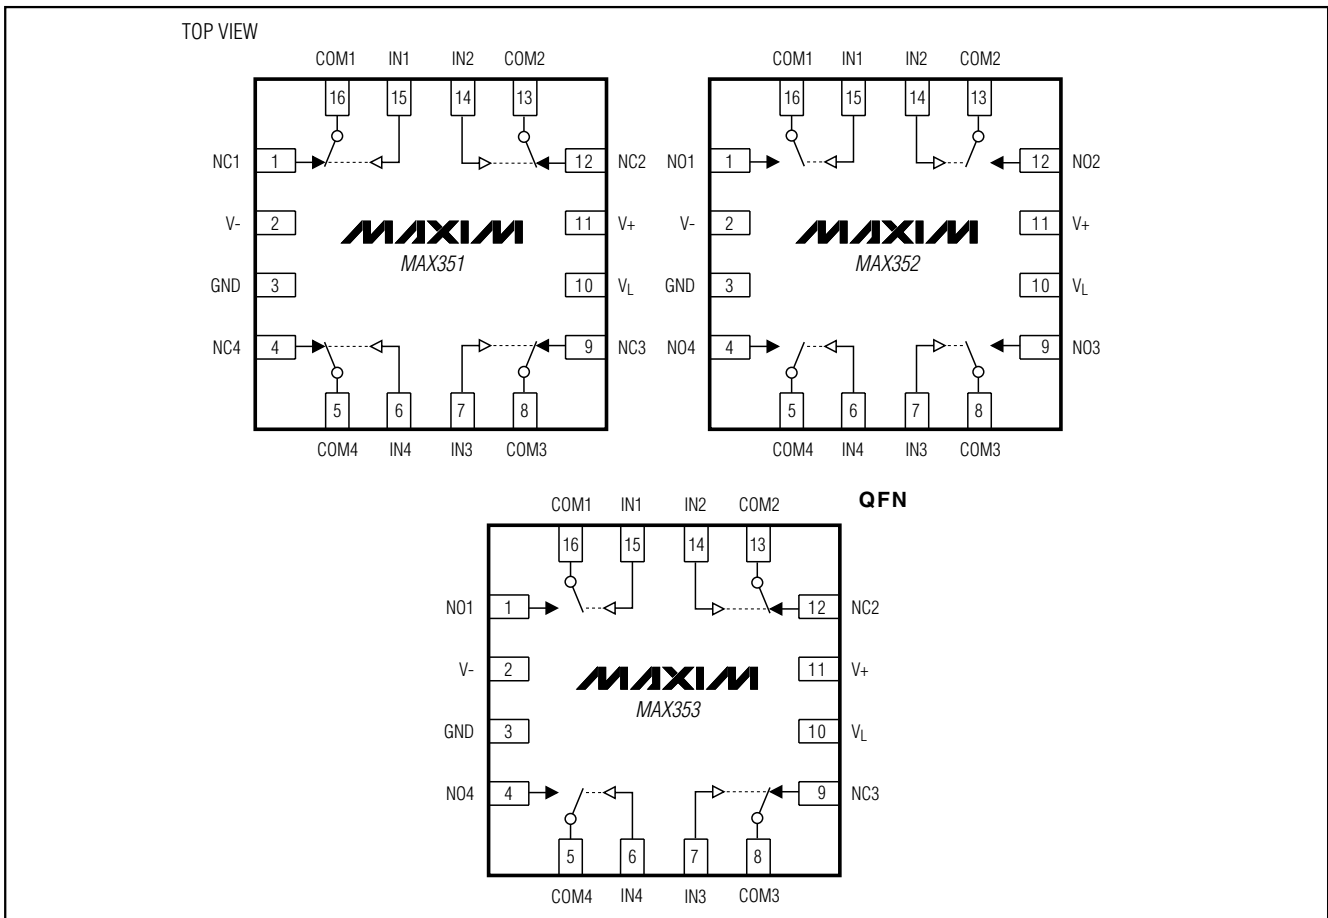 TOP VIEW
COM1 IN1 IN2 COM2
16 15 14 13
NC1 1 12 NC2
V- 2 11 V+
MAXIM
MAX351
GND 3 10 VL
NC4 4 9 NC3
5 6 7 8
COM4 IN4 IN3 COM3
COM1 IN1 IN2 COM2
16 15 14 13
NO1 1 12 NO2
V- 2 11 V+
MAXIM
MAX352
GND 3 10 VL
NO4 4 9 NO3
5 6 7 8
COM4 IN4 IN3 COM3
QFN
COM1 IN1 IN2 COM2
16 15 14 13
NO1 1 12 NC2
V- 2 11 V+
MAXIM
MAX353
GND 3 10 VL
NO4 4 9 NC3
5 6 7 8
COM4 IN4 IN3 COM3